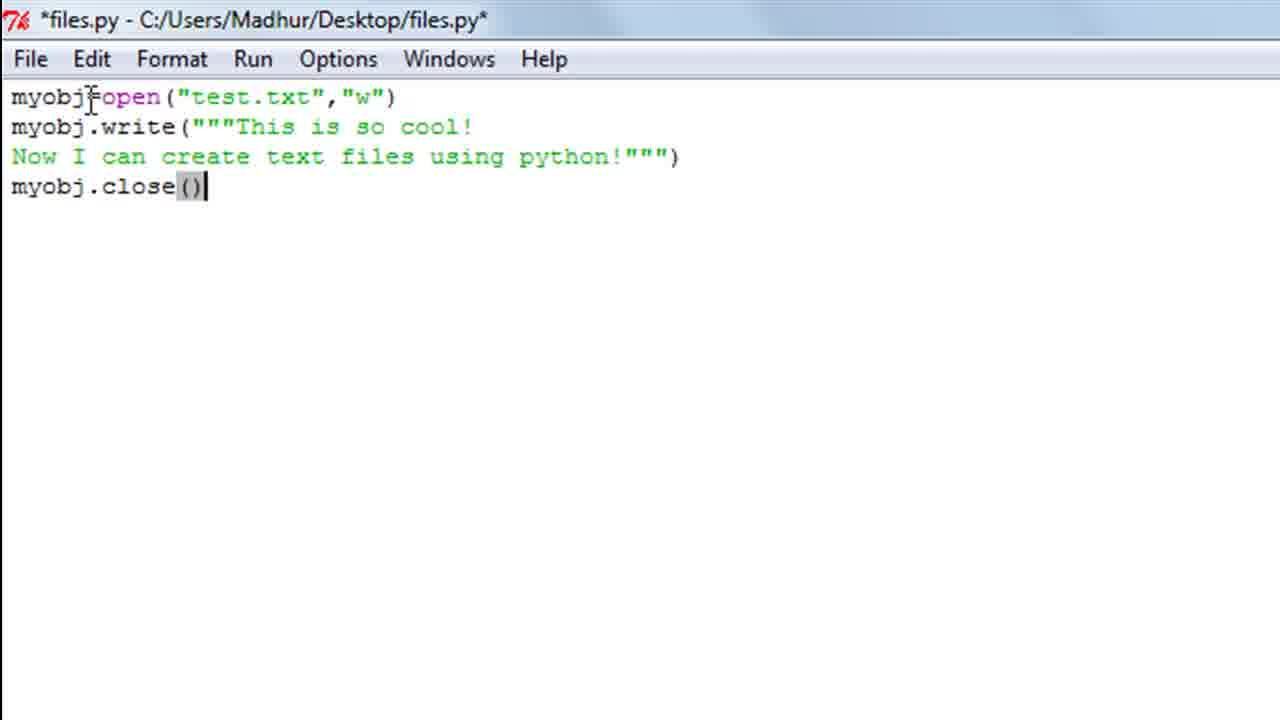 *files.py - C:/Users/Madhur/Desktop/files.py*
File Edit Format Run Options Windows Help
myobj=open("test.txt","w")
myobj.write("""This is so cool!
Now I can create text files using python!""")
myobj.close()